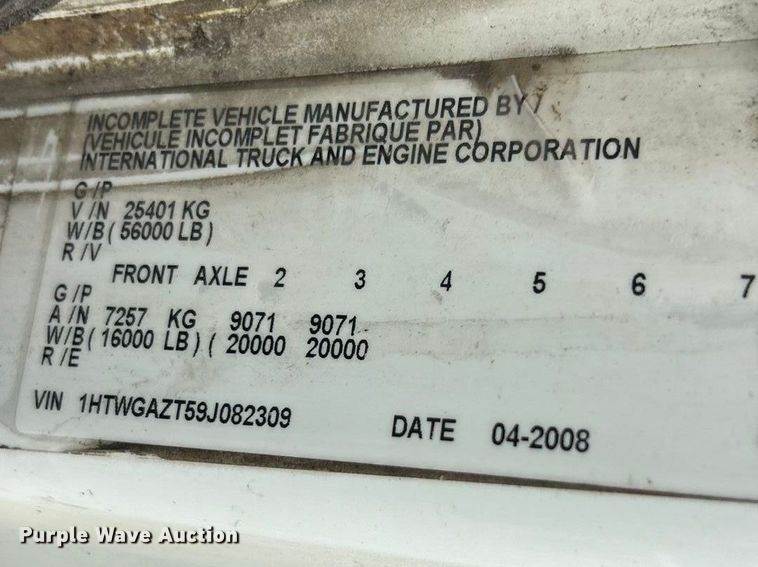 INCOMPLETE VEHICLE MANUFACTURED BY /
(VEHICULE INCOMPLET FABRIQUE PAR)
INTERNATIONAL TRUCK AND ENGINE CORPORATION
G /P
V /N 25401 KG
W/B( 56000 LB)
R /V
FRONT AXLE 2 3 4 5 6 7
G /P
A /N 7257 KG 9071 9071
W/B( 16000 LB) ( 20000 20000
R /E
VIN 1HTWGAZT59J082309 DATE 04-2008
Purple Wave Auction